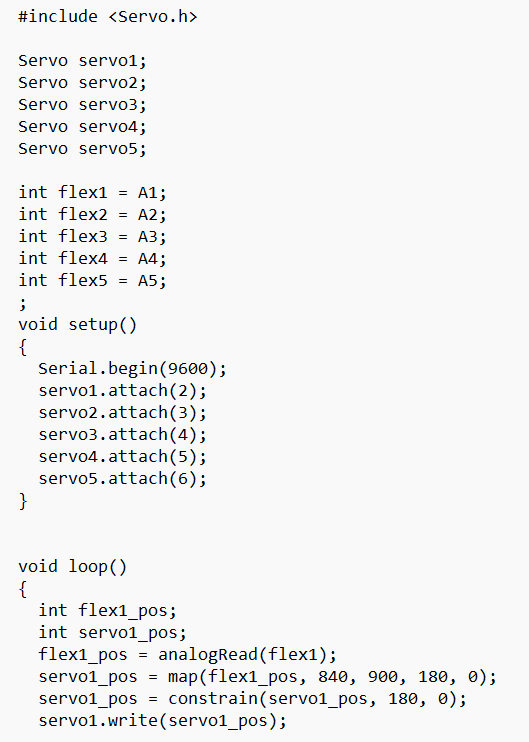 #include <Servo.h>

Servo servo1;
Servo servo2;
Servo servo3;
Servo servo4;
Servo servo5;

int flex1 = A1;
int flex2 = A2;
int flex3 = A3;
int flex4 = A4;
int flex5 = A5;
;
void setup()
{
  Serial.begin(9600);
  servo1.attach(2);
  servo2.attach(3);
  servo3.attach(4);
  servo4.attach(5);
  servo5.attach(6);
}


void loop()
{
  int flex1_pos;
  int servo1_pos;
  flex1_pos = analogRead(flex1);
  servo1_pos = map(flex1_pos, 840, 900, 180, 0);
  servo1_pos = constrain(servo1_pos, 180, 0);
  servo1.write(servo1_pos);